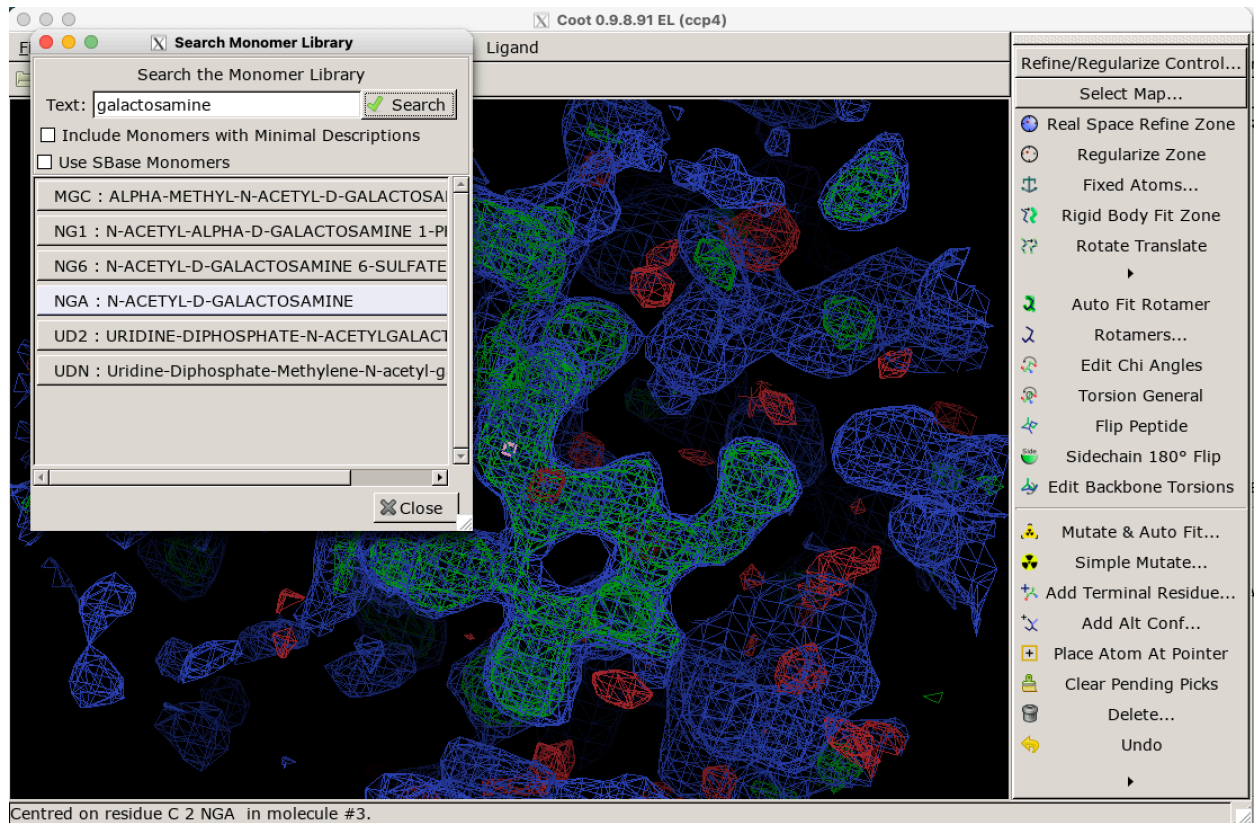 Coot 0.9.8.91 EL (ccp4)
Search Monomer Library
Ligand
Search the Monomer Library
Text: galactosamine Search
Include Monomers with Minimal Descriptions
Use SBase Monomers
MGC : ALPHA-METHYL-N-ACETYL-D-GALACTOSA
NG1 : N-ACETYL-ALPHA-D-GALACTOSAMINE 1-P
NG6 : N-ACETYL-D-GALACTOSAMINE 6-SULFATE
NGA : N-ACETYL-D-GALACTOSAMINE
UD2 : URIDINE-DIPHOSPHATE-N-ACETYLGALACT
UDN : Uridine-Diphosphate-Methylene-N-acetyl-g
Close
Refine/Regularize Control...
Select Map...
Real Space Refine Zone
Regularize Zone
Fixed Atoms...
Rigid Body Fit Zone
Rotate Translate
Auto Fit Rotamer
Rotamers...
Edit Chi Angles
Torsion General
Flip Peptide
Side
Sidechain 180° Flip
Edit Backbone Torsions
Mutate & Auto Fit...
Simple Mutate...
Add Terminal Residue...
Add Alt Conf...
Place Atom At Pointer
Clear Pending Picks
Delete...
Undo
Centred on residue C 2 NGA in molecule #3.